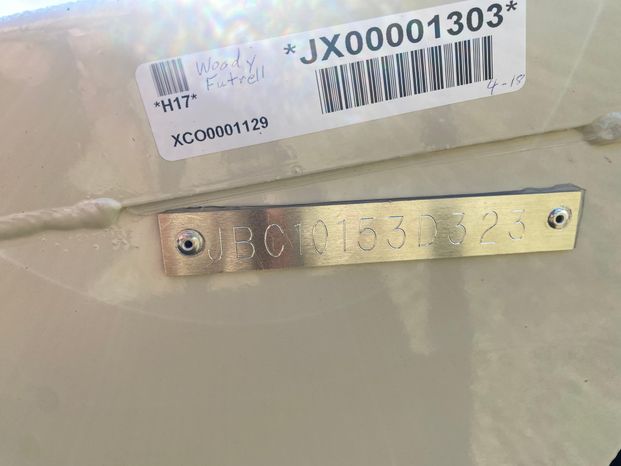 *JX00001303*
Woody
Futrell
*H17*
4-18
XCO0001129
JBC10153D323